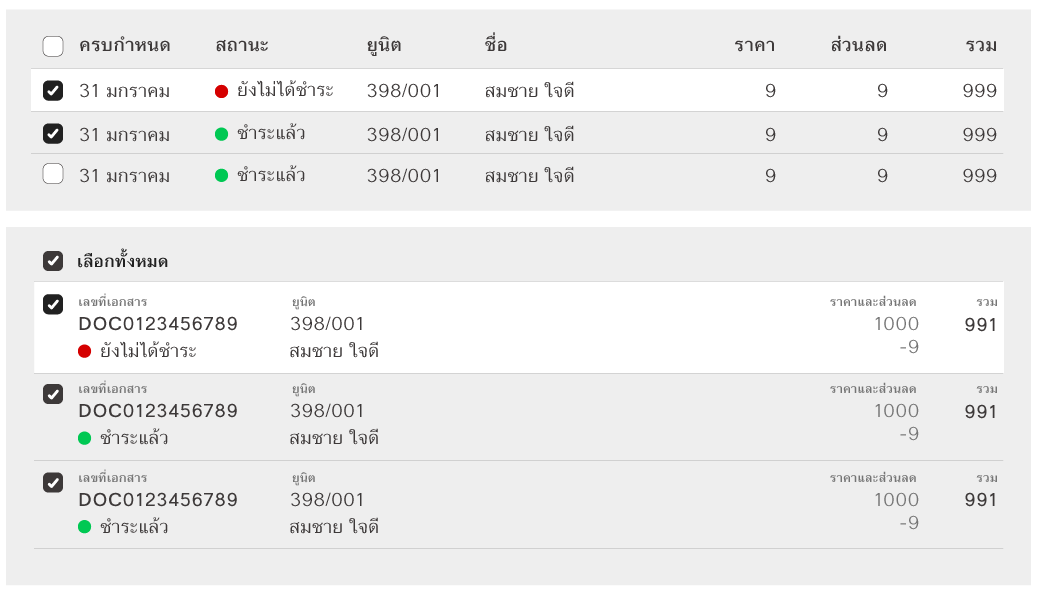 ครบกำหนด สถานะ ยูนิต ชื่อ ราคา ส่วนลด รวม
31 มกราคม ยังไม่ได้ชำระ 398/001 สมชาย ใจดี 9 9 999
31 มกราคม ชำระแล้ว 398/001 สมชาย ใจดี 9 9 999
31 มกราคม ชำระแล้ว 398/001 สมชาย ใจดี 9 9 999
เลือกทั้งหมด
เลขที่เอกสาร ยูนิต ราคาและส่วนลด รวม
DOC0123456789 398/001 1000 991
ยังไม่ได้ชำระ สมชาย ใจดี -9
เลขที่เอกสาร ยูนิต ราคาและส่วนลด รวม
DOC0123456789 398/001 1000 991
ชำระแล้ว สมชาย ใจดี -9
เลขที่เอกสาร ยูนิต ราคาและส่วนลด รวม
DOC0123456789 398/001 1000 991
ชำระแล้ว สมชาย ใจดี -9